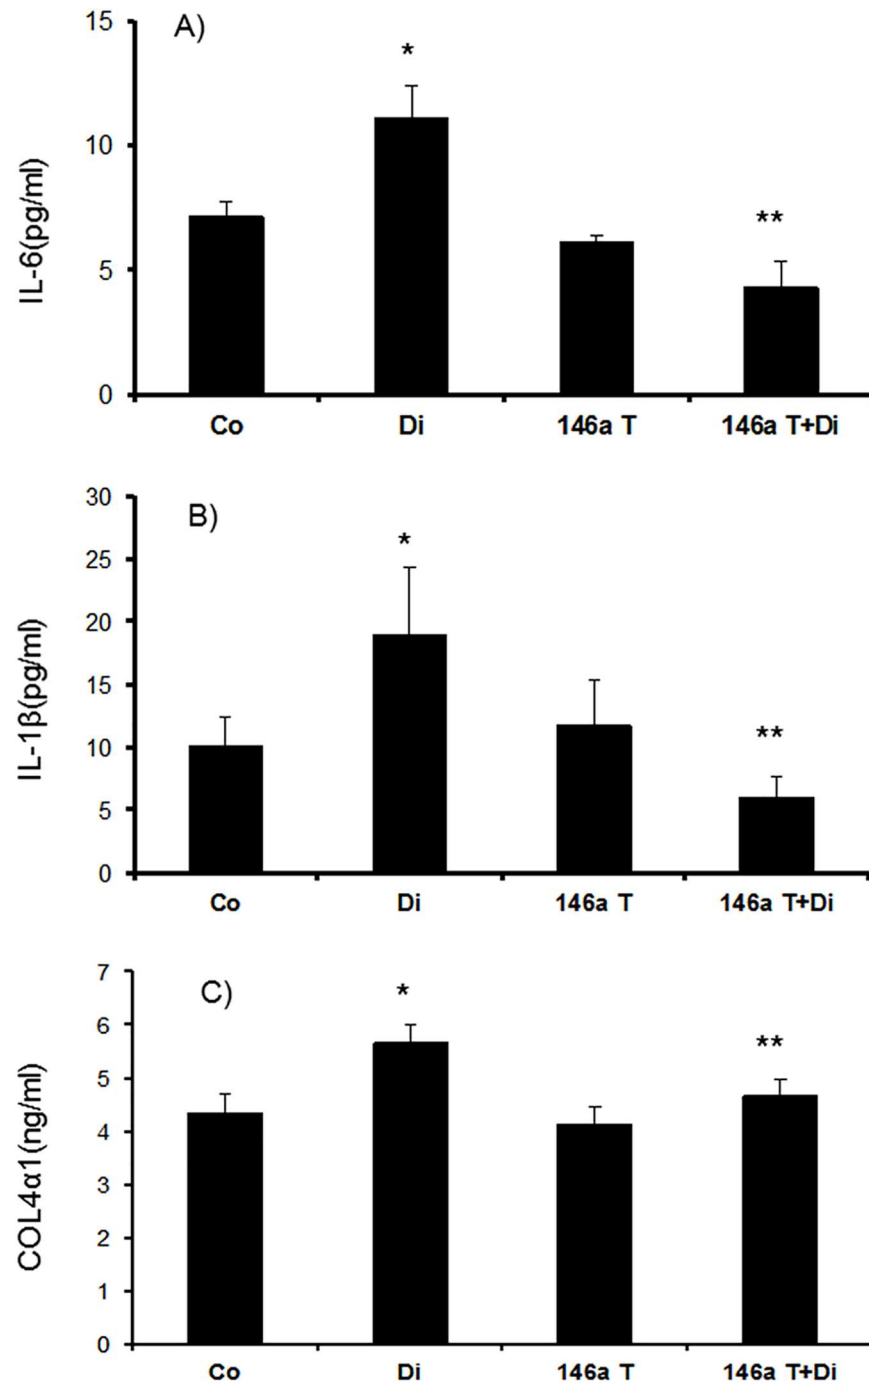 A)
IL-6(pg/ml)
15
10
5
0
*
**
Co Di 146a T 146a T+Di
B)
IL-1β(pg/ml)
30
25
20
15
10
5
0
*
**
Co Di 146a T 146a T+Di
C)
COL4α1(ng/ml)
7
6
5
4
3
2
1
0
*
**
Co Di 146a T 146a T+Di